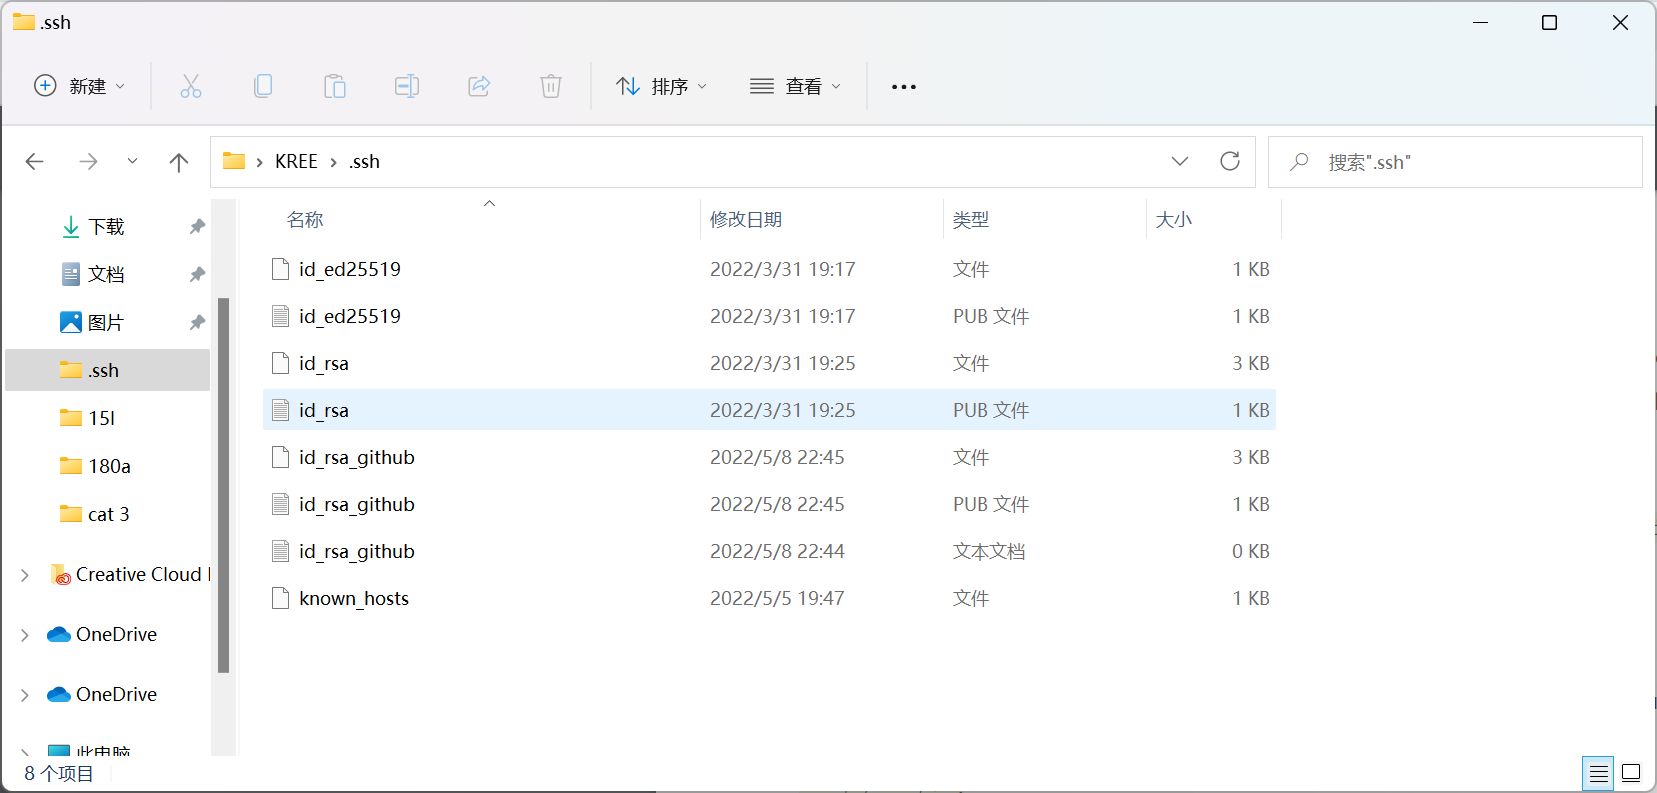 .ssh
新建
排序
查看
KREE
.ssh
搜索".ssh"
名称 修改日期 类型 大小
下载
文档
图片
.ssh
15l
180a
cat 3
Creative Cloud
OneDrive
OneDrive
此电脑
id_ed25519 2022/3/31 19:17 文件 1 KB
id_ed25519 2022/3/31 19:17 PUB 文件 1 KB
id_rsa 2022/3/31 19:25 文件 3 KB
id_rsa 2022/3/31 19:25 PUB 文件 1 KB
id_rsa_github 2022/5/8 22:45 文件 3 KB
id_rsa_github 2022/5/8 22:45 PUB 文件 1 KB
id_rsa_github 2022/5/8 22:44 文本文档 0 KB
known_hosts 2022/5/5 19:47 文件 1 KB
8 个项目